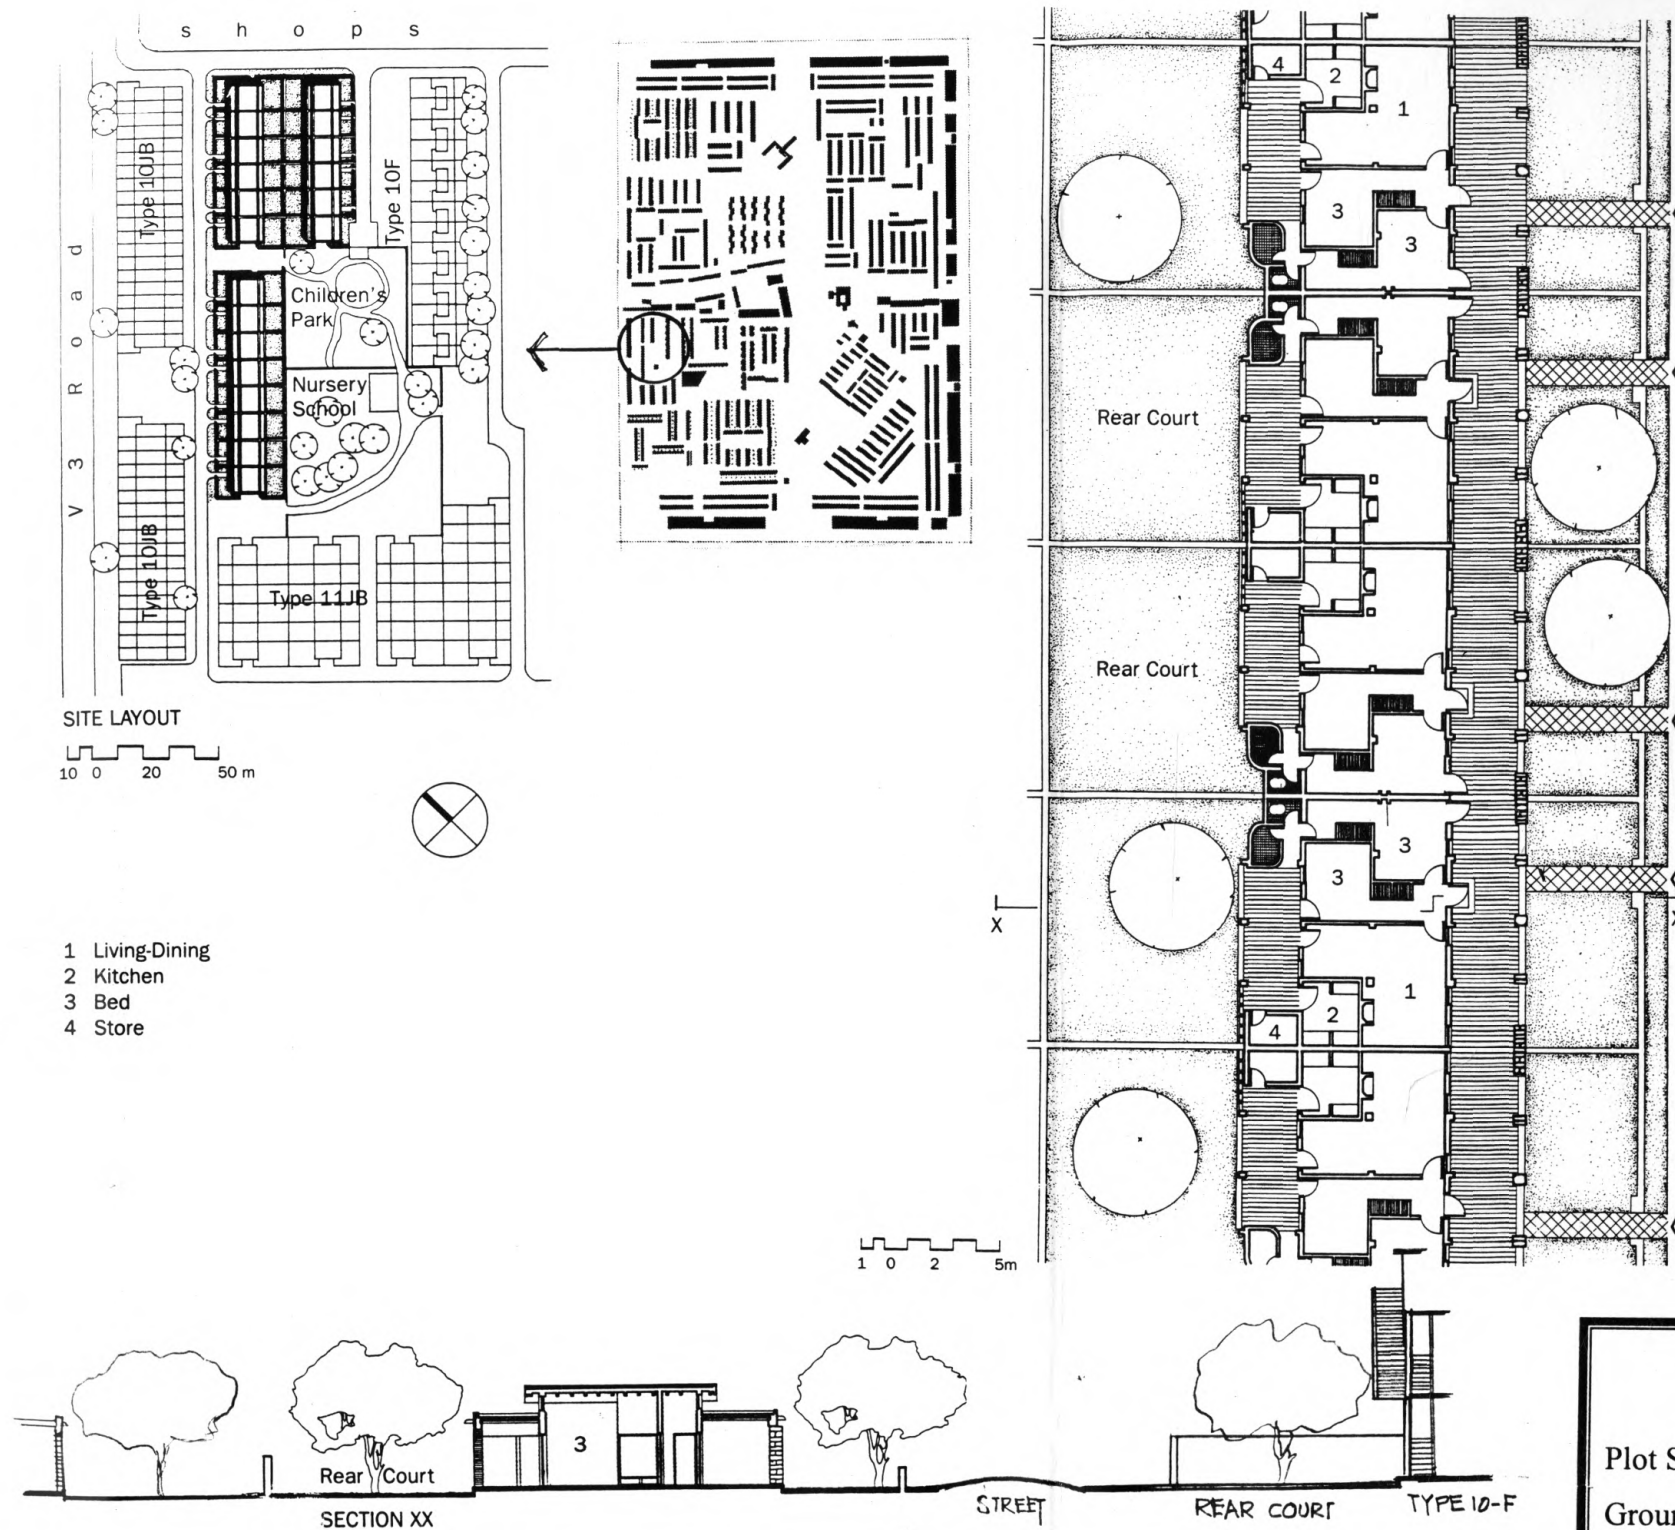 shops
V3 Road
Type 10JB
Type 10F
Children's
Park
Nursery
School
Type 10JB
Type 11JB
SITE LAYOUT
10 0 20 50 m
1 Living-Dining
2 Kitchen
3 Bed
4 Store
4
2
1
3
3
Rear Court
Rear Court
3
3
X
1
2
4
1 0 2 5m
3
Rear Court
SECTION XX
STREET
REAR COURT
TYPE 10-F
Plot S
Groun